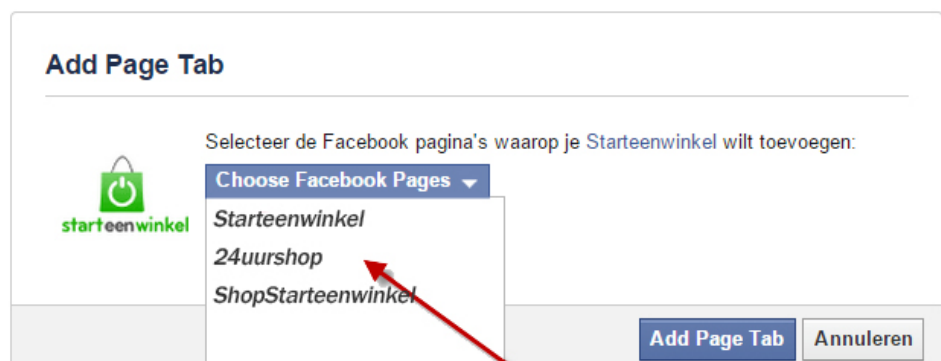 Add Page Tab
Selecteer de Facebook pagina's waarop je Starteenwinkel wilt toevoegen:
Choose Facebook Pages
starteenwinkel
Starteenwinkel
24uurshop
ShopStarteenwinkel
Add Page Tab
Annuleren